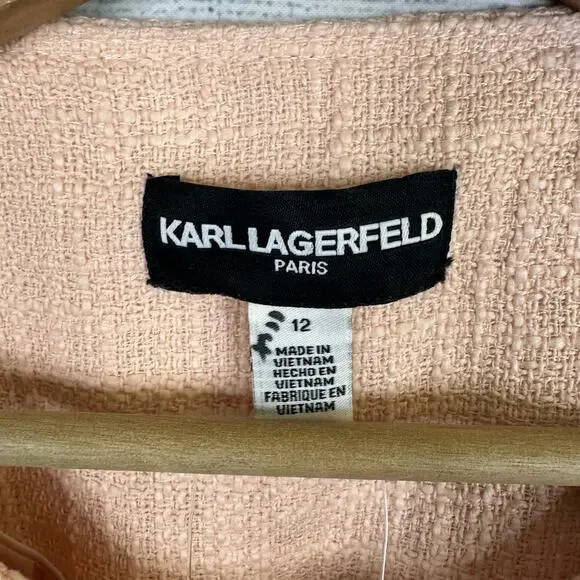 KARL LAGERFELD
PARIS
12
MADE IN
VIETNAM
HECHO EN
VIETNAM
FABRIQUE EN
VIETNAM